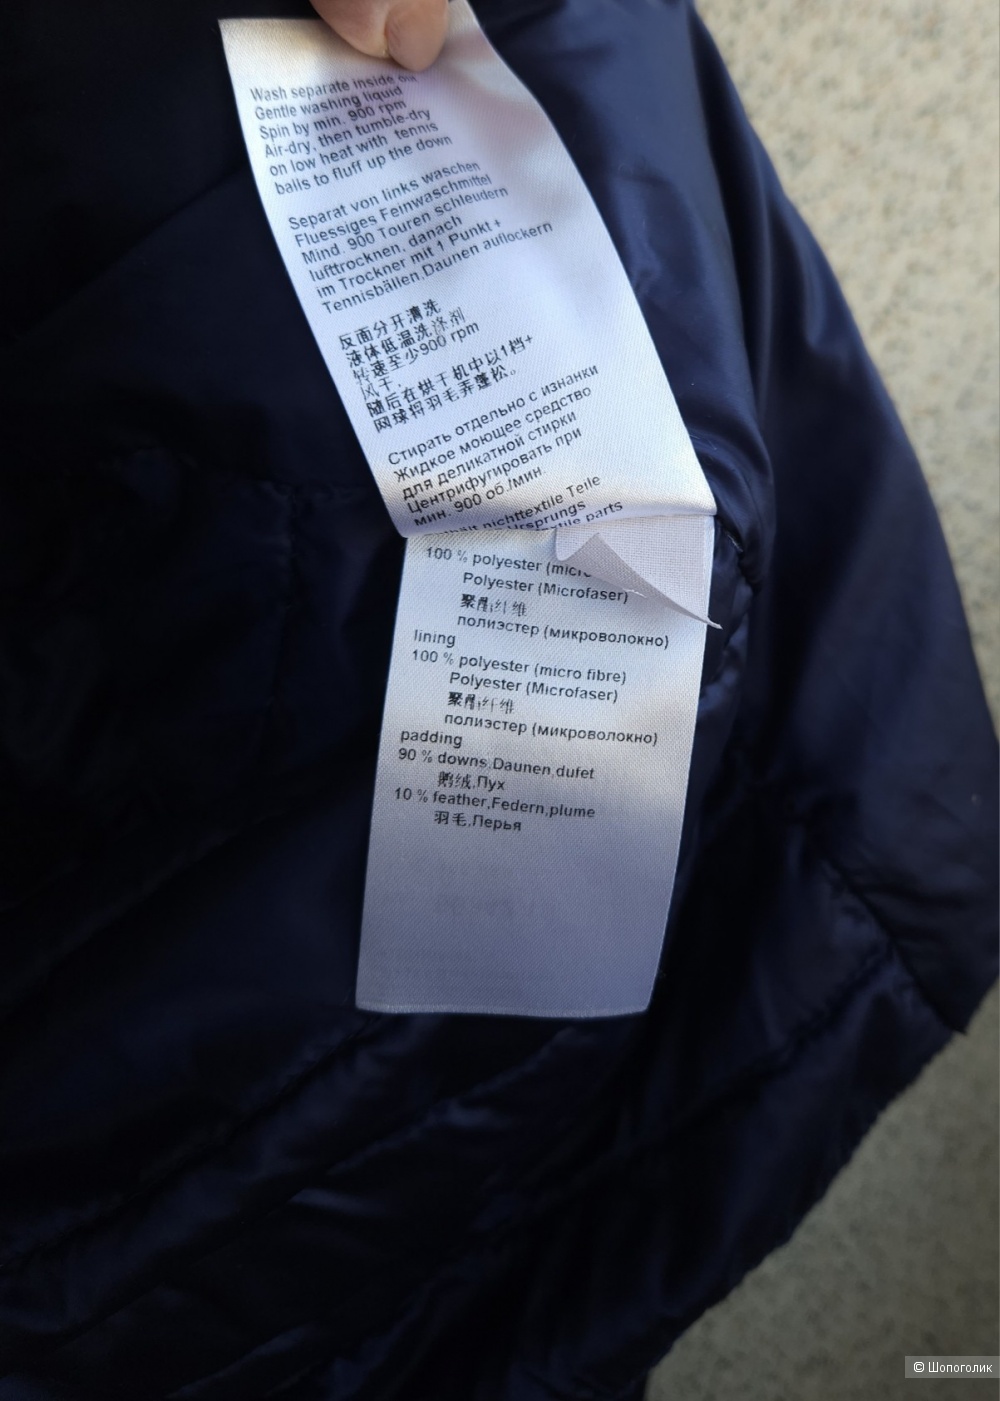 Wash separate inside out
Gentle washing liquid
Spin by min. 900 rpm
Air-dry, then tumble-dry
on low heat with tennis
balls to fluff up the down
Separat von links waschen
Fluessiges Feinwaschmittel
Mind. 900 Touren schleudern
lufttrocknen, danach
im Trockner mit 1 Punkt +
Tennisbällen,Daunen auflockern
反面分开清洗
液体低温洗涤剂
转速至少900 rpm
风干,
随后在烘干机中以1档+
网球将羽毛弄蓬松。
Стирать отдельно с изнанки
Жидкое моющее средство
для деликатной стирки
Центрифугировать при
мин. 900 об./мин.
nichttextile Teile
Ursprungs
parts
100 % polyester
Polyester (Microfaser)
聚酯纤维
полиэстер (микроволокно)
lining
100 % polyester (micro fibre)
Polyester (Microfaser)
聚酯纤维
полиэстер (микроволокно)
padding
90 % downs,Daunen,dufet
鹅绒,Пух
10 % feather,Federn,plume
羽毛,Перья
© Шопоголик